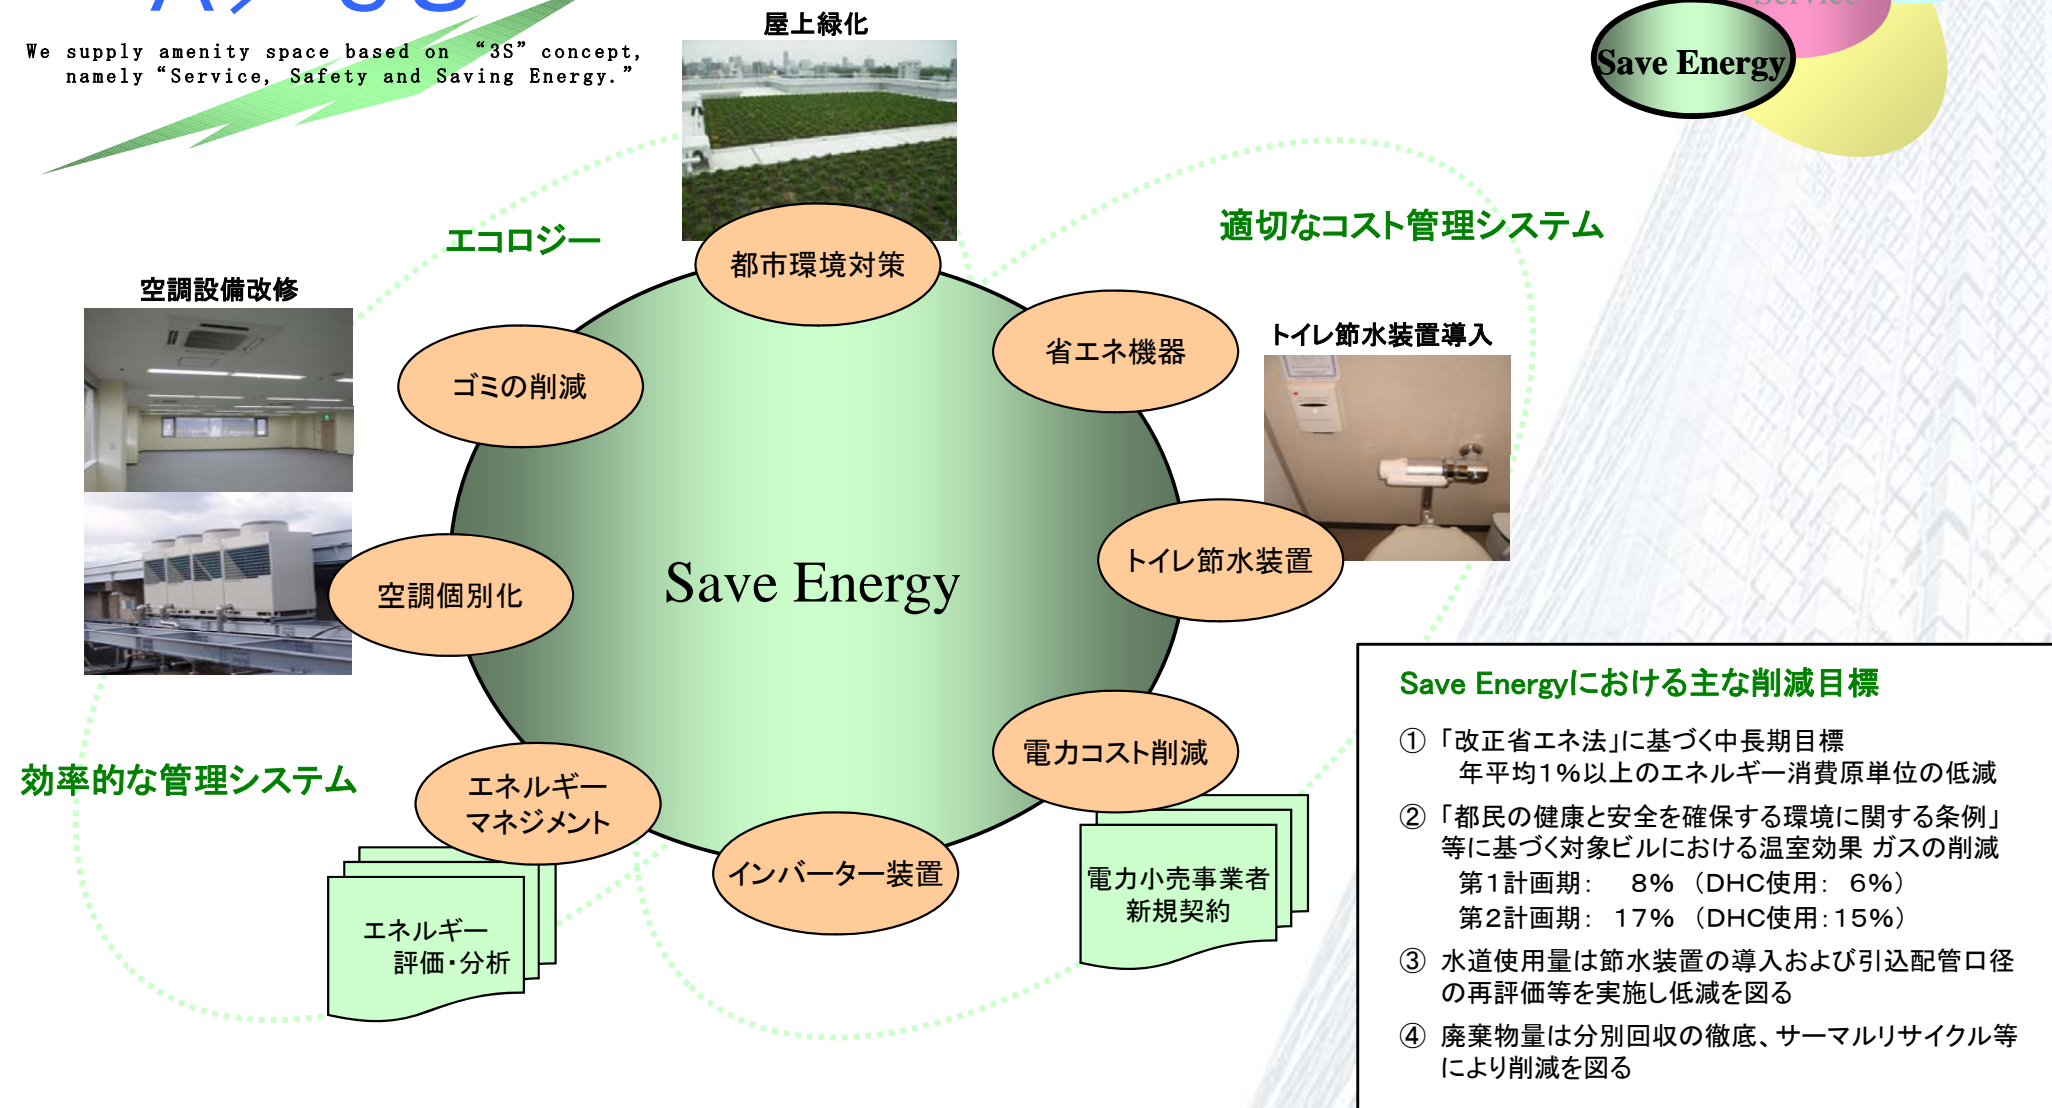 We supply amenity space based on “3S” concept,
namely “Service, Safety and Saving Energy.”
屋上緑化
Service
Save Energy
エコロジー
適切なコスト管理システム
都市環境対策
空調設備改修
省エネ機器
トイレ節水装置導入
ゴミの削減
トイレ節水装置
Save Energy
空調個別化
電力コスト削減
効率的な管理システム
エネルギー
マネジメント
インバーター装置
電力小売事業者
新規契約
エネルギー
評価・分析
Save Energyにおける主な削減目標
① 「改正省エネ法」に基づく中長期目標
年平均1%以上のエネルギー消費原単位の低減
② 「都民の健康と安全を確保する環境に関する条例」
等に基づく対象ビルにおける温室効果 ガスの削減
第1計画期： 8% （DHC使用： 6%）
第2計画期： 17% （DHC使用：15%）
③ 水道使用量は節水装置の導入および引込配管口径
の再評価等を実施し低減を図る
④ 廃棄物量は分別回収の徹底、サーマルリサイクル等
により削減を図る